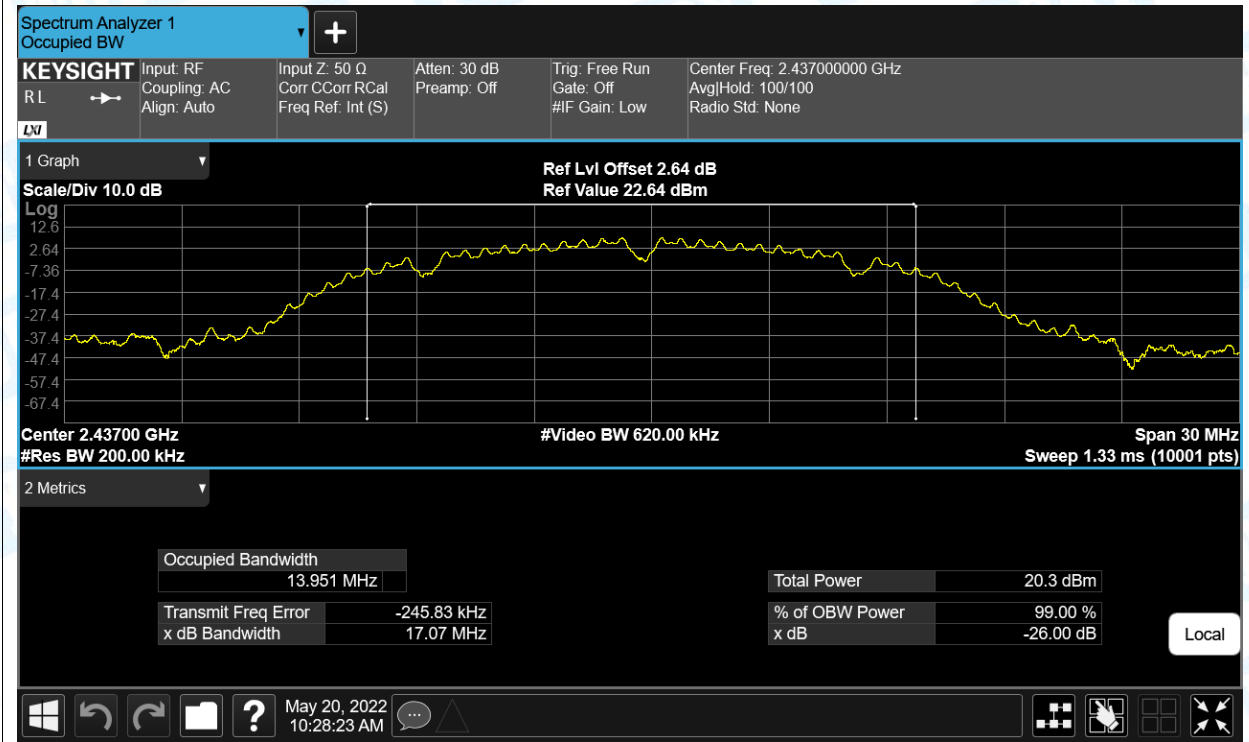 Spectrum Analyzer 1
Occupied BW
KEYSIGHT
R L
LXI
Input: RF
Coupling: AC
Align: Auto
Input Z: 50 Ω
Corr CCorr RCal
Freq Ref: Int (S)
Atten: 30 dB
Preamp: Off
Trig: Free Run
Gate: Off
#IF Gain: Low
Center Freq: 2.437000000 GHz
Avg|Hold: 100/100
Radio Std: None
1 Graph
Scale/Div 10.0 dB
Ref Lvl Offset 2.64 dB
Ref Value 22.64 dBm
Log
12.6
2.64
-7.36
-17.4
-27.4
-37.4
-47.4
-57.4
-67.4
Center 2.43700 GHz
#Res BW 200.00 kHz
#Video BW 620.00 kHz
Span 30 MHz
Sweep 1.33 ms (10001 pts)
2 Metrics
Occupied Bandwidth
13.951 MHz
Transmit Freq Error -245.83 kHz
x dB Bandwidth 17.07 MHz
Total Power 20.3 dBm
% of OBW Power 99.00 %
x dB -26.00 dB
Local
?
May 20, 2022
10:28:23 AM